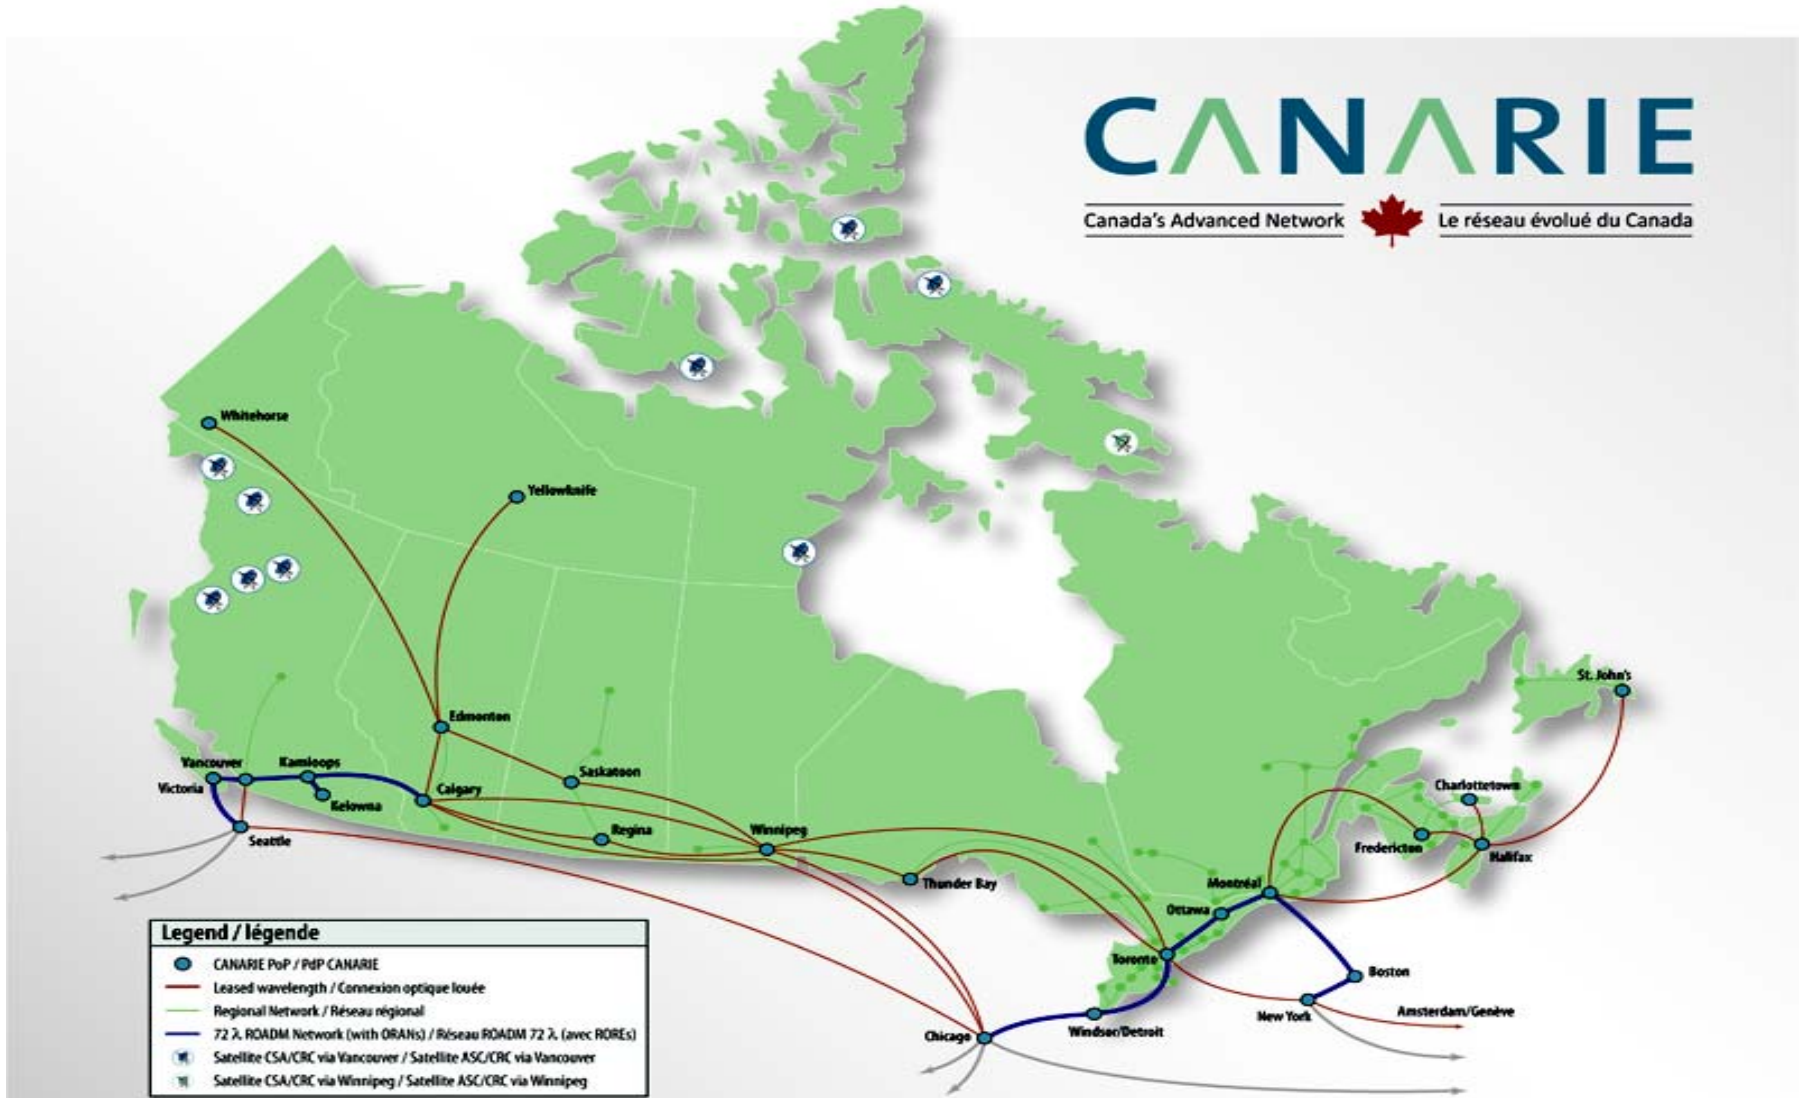 CANARIE
Canada's Advanced Network
Le réseau évolué du Canada
Whitehorse
Yellowknife
Edmonton
St. John's
Vancouver
Kamloops
Saskatoon
Charlottetown
Victoria
Calgary
Kelowna
Regina
Winnipeg
Seattle
Fredericton
Halifax
Thunder Bay
Montréal
Ottawa
Toronto
Boston
New York
Amsterdam/Genève
Chicago
Windsor/Detroit
Legend / légende
CANARIE PoP / PdP CANARIE
Leased wavelength / Connexion optique louée
Regional Network / Réseau régional
72 λ ROADM Network (with ORANs) / Réseau ROADM 72 λ (avec ROREs)
Satellite CSA/CRC via Vancouver / Satellite ASC/CRC via Vancouver
Satellite CSA/CRC via Winnipeg / Satellite ASC/CRC via Winnipeg